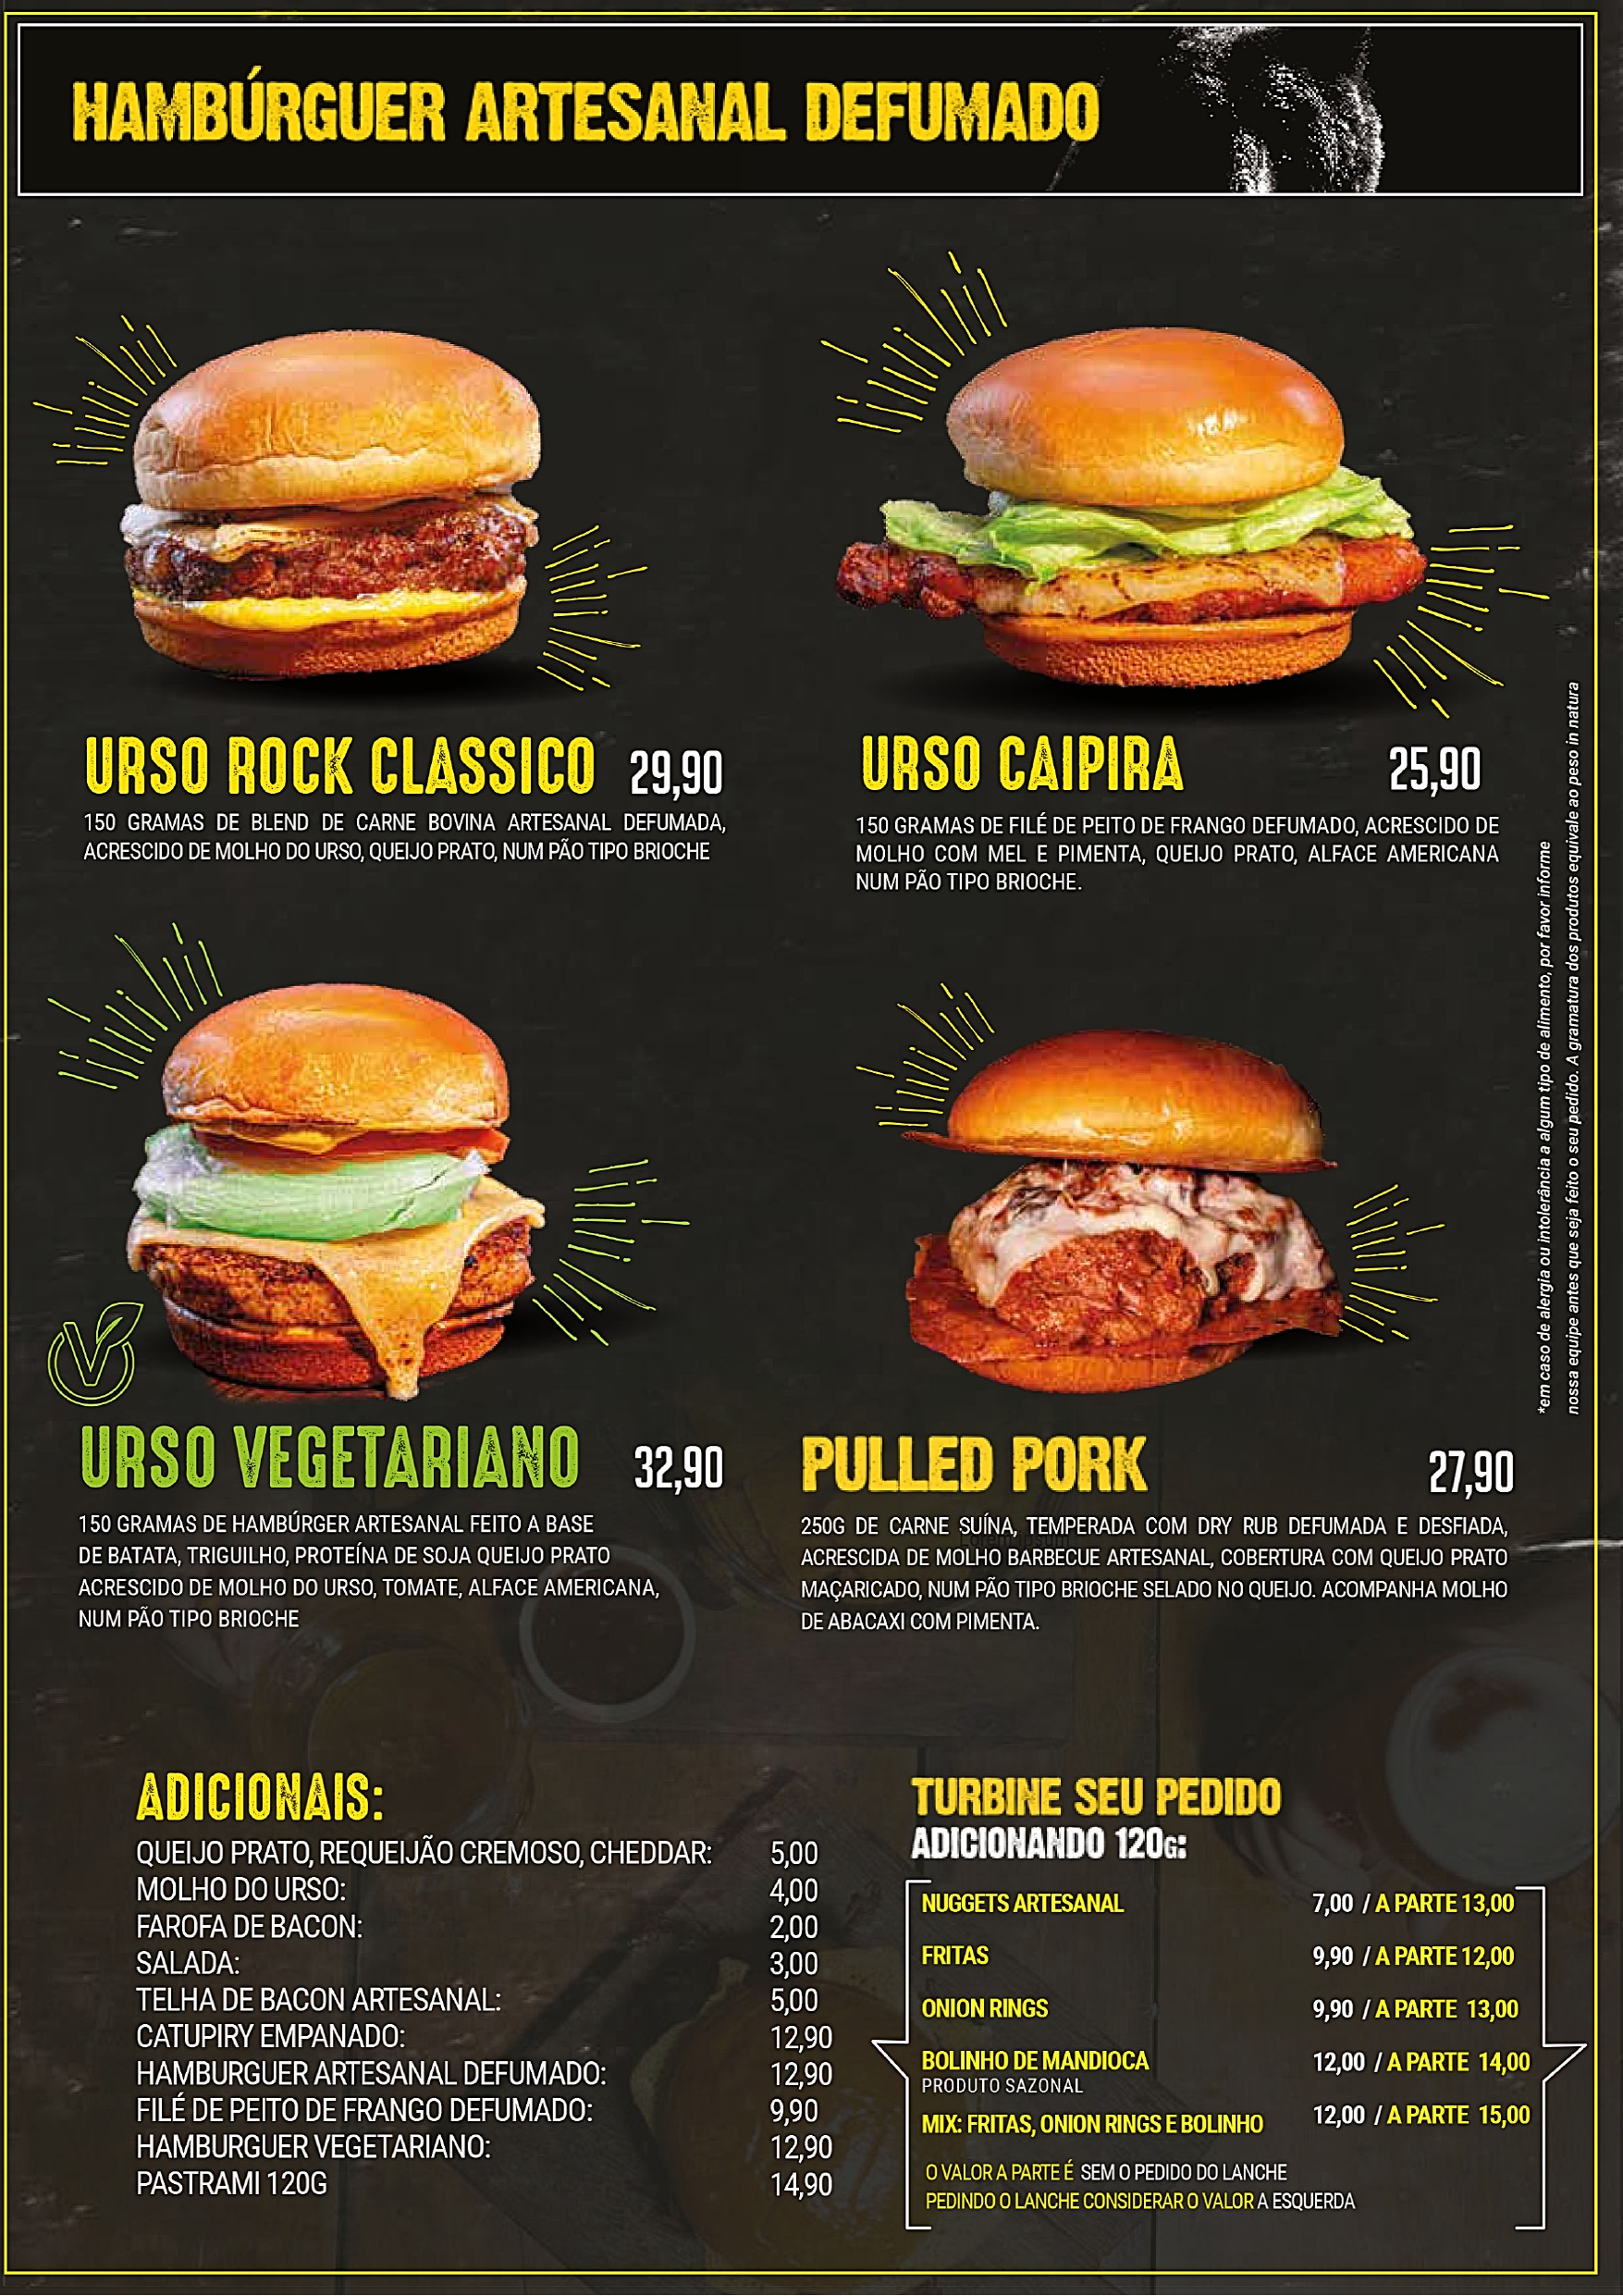 HAMBÚRGUER ARTESANAL DEFUMADO
URSO ROCK CLASSICO 29,90
150 GRAMAS DE BLEND DE CARNE BOVINA ARTESANAL DEFUMADA,
ACRESCIDO DE MOLHO DO URSO, QUEIJO PRATO, NUM PÃO TIPO BRIOCHE
URSO CAIPIRA 25,90
150 GRAMAS DE FILÉ DE PEITO DE FRANGO DEFUMADO, ACRESCIDO DE
MOLHO COM MEL E PIMENTA, QUEIJO PRATO, ALFACE AMERICANA
NUM PÃO TIPO BRIOCHE.
*em caso de alergia ou intolerância a algum tipo de alimento, por favor informe
nossa equipe antes que seja feito o seu pedido. A gramatura dos produtos equivale ao peso in natura
URSO VEGETARIANO 32,90
150 GRAMAS DE HAMBÚRGER ARTESANAL FEITO A BASE
DE BATATA, TRIGUILHO, PROTEÍNA DE SOJA QUEIJO PRATO
ACRESCIDO DE MOLHO DO URSO, TOMATE, ALFACE AMERICANA,
NUM PÃO TIPO BRIOCHE
PULLED PORK 27,90
250G DE CARNE SUÍNA, TEMPERADA COM DRY RUB DEFUMADA E DESFIADA,
ACRESCIDA DE MOLHO BARBECUE ARTESANAL, COBERTURA COM QUEIJO PRATO
MAÇARICADO, NUM PÃO TIPO BRIOCHE SELADO NO QUEIJO. ACOMPANHA MOLHO
DE ABACAXI COM PIMENTA.
ADICIONAIS:
QUEIJO PRATO, REQUEIJÃO CREMOSO, CHEDDAR: 5,00
MOLHO DO URSO: 4,00
FAROFA DE BACON: 2,00
SALADA: 3,00
TELHA DE BACON ARTESANAL: 5,00
CATUPIRY EMPANADO: 12,90
HAMBURGUER ARTESANAL DEFUMADO: 12,90
FILÉ DE PEITO DE FRANGO DEFUMADO: 9,90
HAMBURGUER VEGETARIANO: 12,90
PASTRAMI 120G 14,90
TURBINE SEU PEDIDO
ADICIONANDO 120G:
NUGGETS ARTESANAL 7,00 / A PARTE 13,00
FRITAS 9,90 / A PARTE 12,00
ONION RINGS 9,90 / A PARTE 13,00
BOLINHO DE MANDIOCA 12,00 / A PARTE 14,00
PRODUTO SAZONAL
MIX: FRITAS, ONION RINGS E BOLINHO 12,00 / A PARTE 15,00
O VALOR A PARTE É SEM O PEDIDO DO LANCHE
PEDINDO O LANCHE CONSIDERAR O VALOR A ESQUERDA